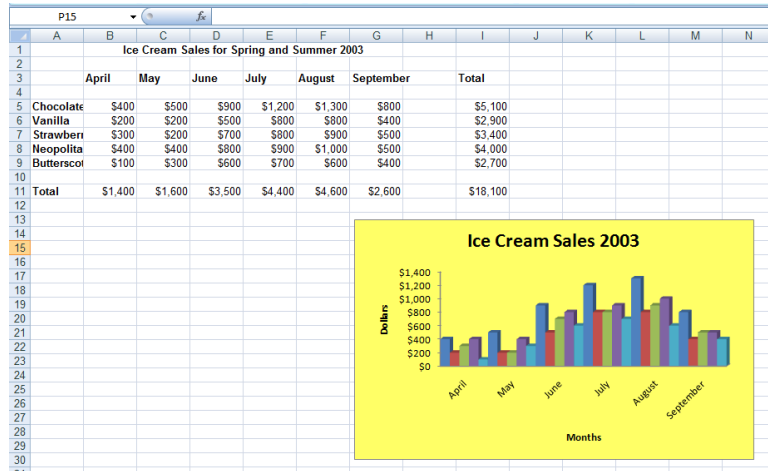 P15 fx
A B C D E F G H I J K L M N
1 Ice Cream Sales for Spring and Summer 2003
2
3 April May June July August September Total
4
5 Chocolate $400 $500 $900 $1,200 $1,300 $800 $5,100
6 Vanilla $200 $200 $500 $800 $800 $400 $2,900
7 Strawberr $300 $200 $700 $800 $900 $500 $3,400
8 Neopolita $400 $400 $800 $900 $1,000 $500 $4,000
9 Butterscot $100 $300 $600 $700 $600 $400 $2,700
10
11 Total $1,400 $1,600 $3,500 $4,400 $4,600 $2,600 $18,100
12
13
14
15
16
17
18
19
20
21
22
23
24
25
26
27
28
29
30
Ice Cream Sales 2003
$1,400
$1,200
$1,000
$800
$600
$400
$200
$0
Dollars
April May June July August September
Months